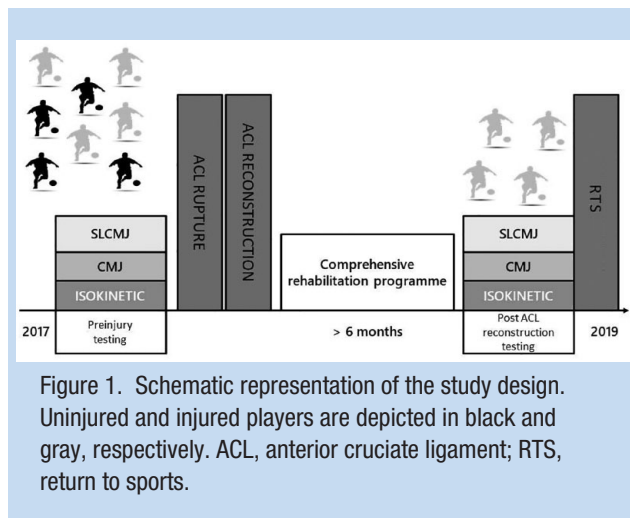 ACL RUPTURE
ACL RECONSTRUCTION
RTS
SLCMJ
CMJ
ISOKINETIC
Comprehensive
rehabilitation programme
SLCMJ
CMJ
ISOKINETIC
2017
Preinjury
testing
> 6 months
Post ACL
reconstruction
testing
2019
Figure 1. Schematic representation of the study design.
Uninjured and injured players are depicted in black and
gray, respectively. ACL, anterior cruciate ligament; RTS,
return to sports.